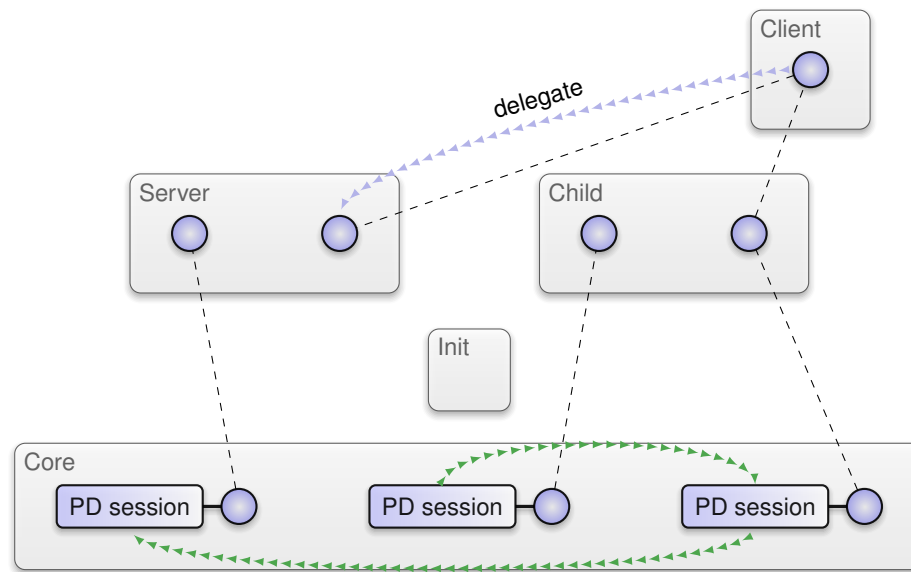 Client
delegate
Server
Child
Init
Core
PD session
PD session
PD session